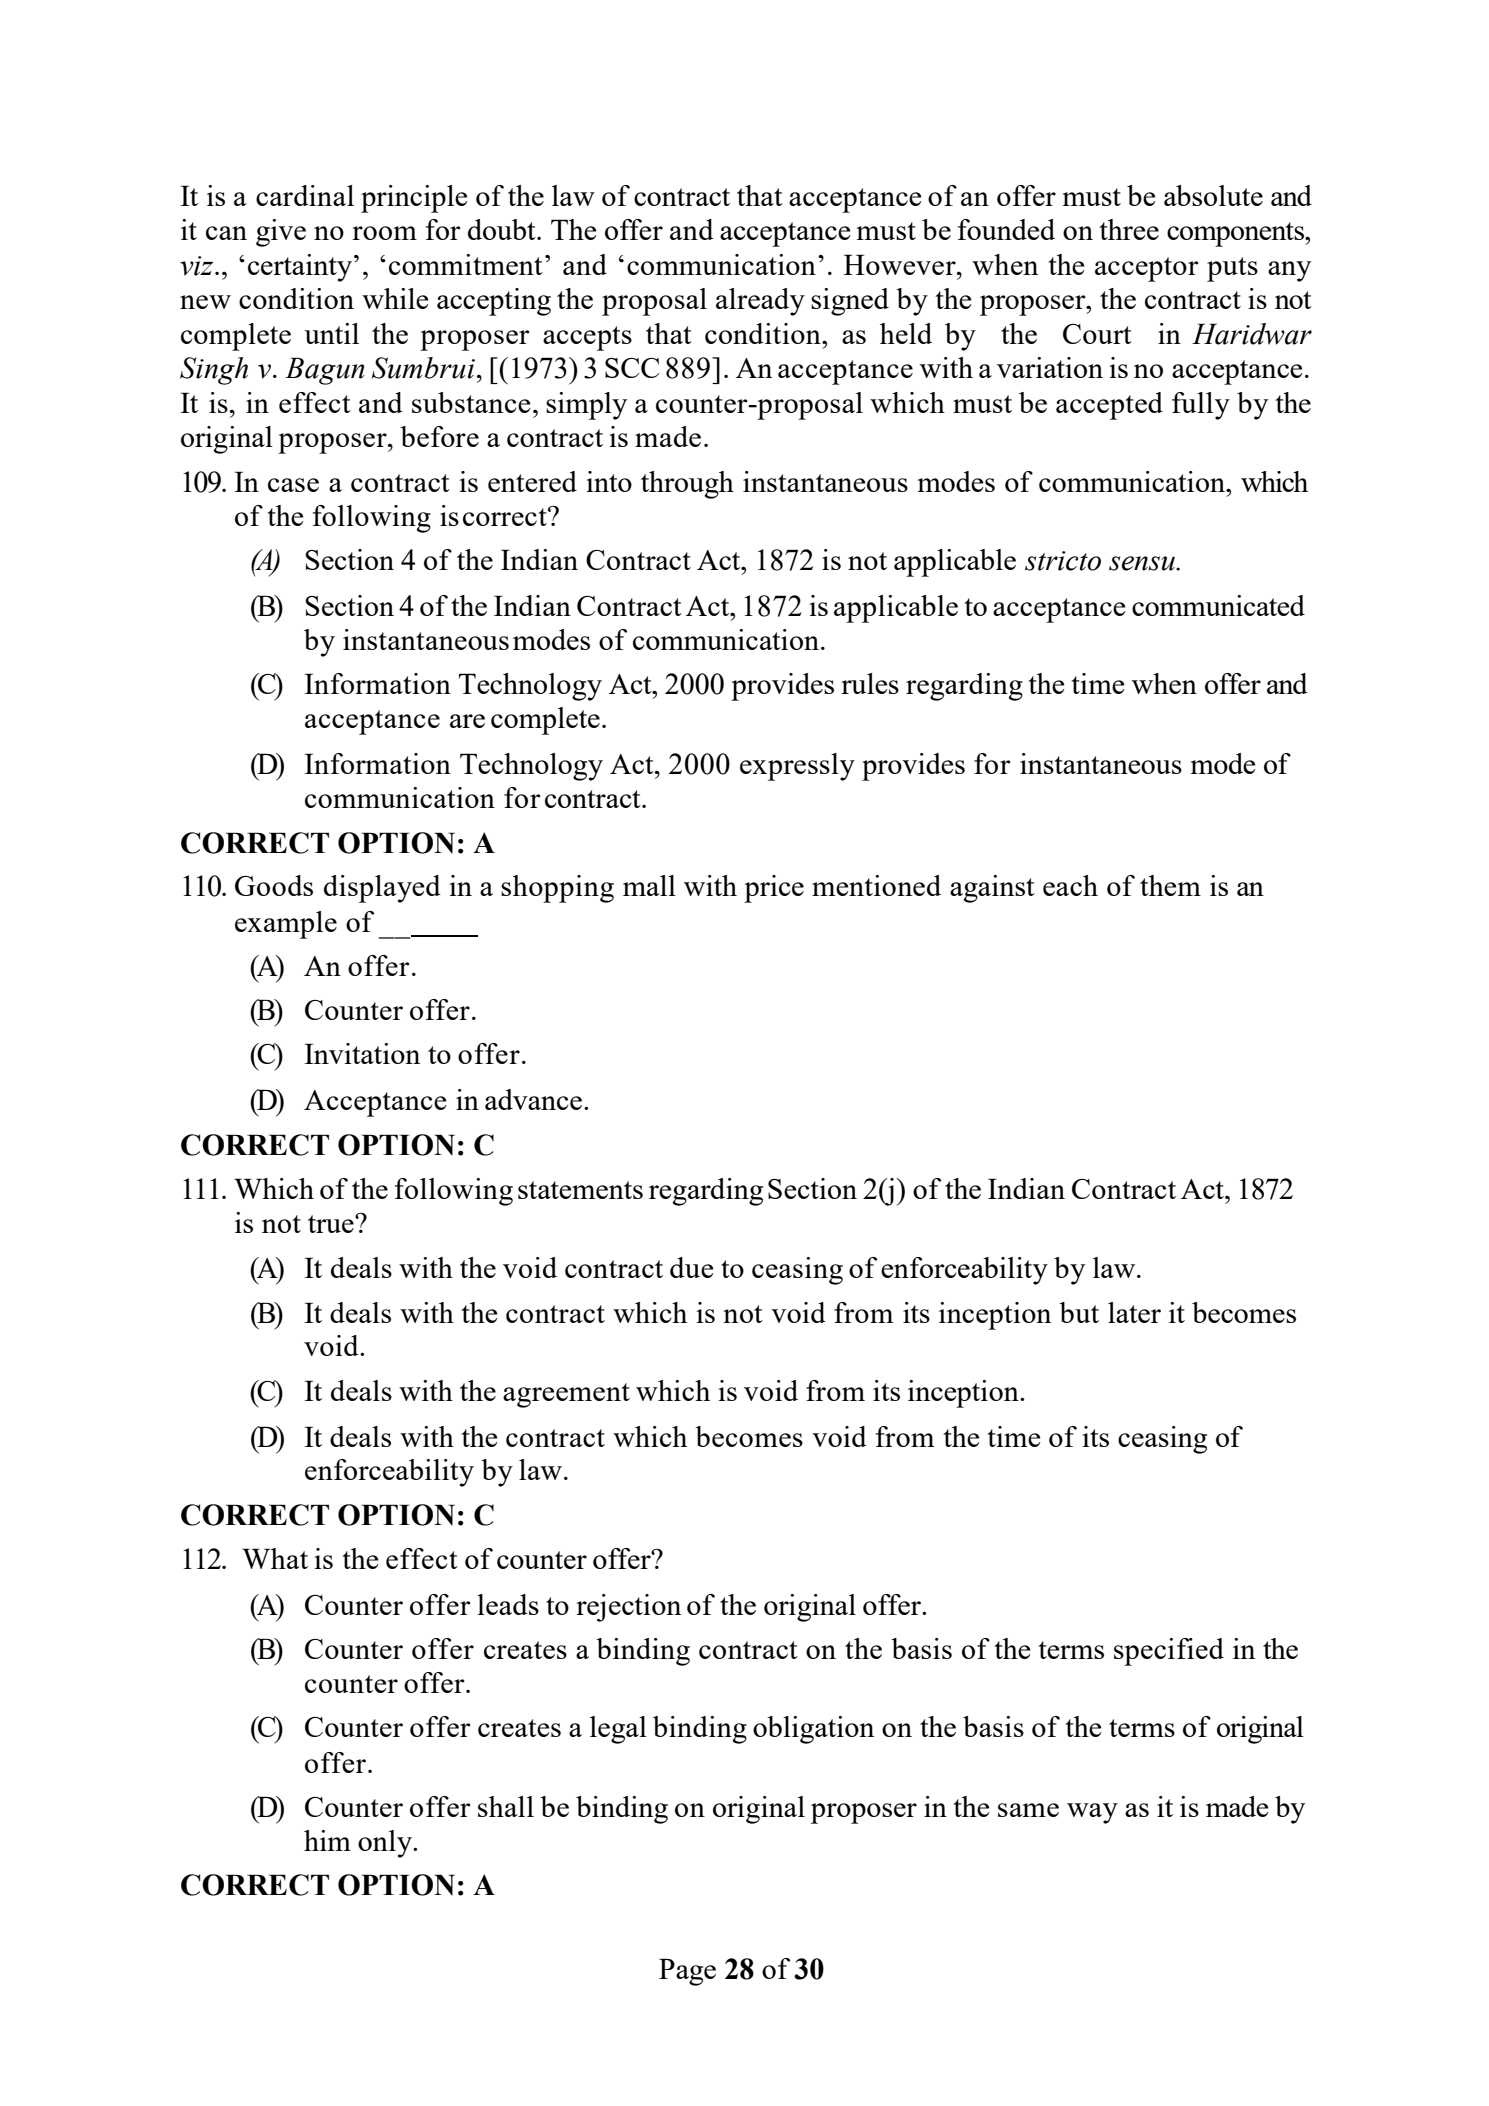 It is a cardinal principle of the law of contract that acceptance of an offer must be absolute and
it can give no room for doubt. The offer and acceptance must be founded on three components,
viz., ‘certainty’, ‘commitment’ and ‘communication’. However, when the acceptor puts any
new condition while accepting the proposal already signed by the proposer, the contract is not
complete until the proposer accepts that condition, as held by the Court in Haridwar
Singh v. Bagun Sumbrui, [(1973) 3 SCC 889]. An acceptance with a variation is no acceptance.
It is, in effect and substance, simply a counter-proposal which must be accepted fully by the
original proposer, before a contract is made.
109. In case a contract is entered into through instantaneous modes of communication, which
of the following is correct?
(A) Section 4 of the Indian Contract Act, 1872 is not applicable stricto sensu.
(B) Section 4 of the Indian Contract Act, 1872 is applicable to acceptance communicated
by instantaneous modes of communication.
(C) Information Technology Act, 2000 provides rules regarding the time when offer and
acceptance are complete.
(D) Information Technology Act, 2000 expressly provides for instantaneous mode of
communication for contract.
CORRECT OPTION: A
110. Goods displayed in a shopping mall with price mentioned against each of them is an
example of ______
(A) An offer.
(B) Counter offer.
(C) Invitation to offer.
(D) Acceptance in advance.
CORRECT OPTION: C
111. Which of the following statements regarding Section 2(j) of the Indian Contract Act, 1872
is not true?
(A) It deals with the void contract due to ceasing of enforceability by law.
(B) It deals with the contract which is not void from its inception but later it becomes
void.
(C) It deals with the agreement which is void from its inception.
(D) It deals with the contract which becomes void from the time of its ceasing of
enforceability by law.
CORRECT OPTION: C
112. What is the effect of counter offer?
(A) Counter offer leads to rejection of the original offer.
(B) Counter offer creates a binding contract on the basis of the terms specified in the
counter offer.
(C) Counter offer creates a legal binding obligation on the basis of the terms of original
offer.
(D) Counter offer shall be binding on original proposer in the same way as it is made by
him only.
CORRECT OPTION: A
Page 28 of 30